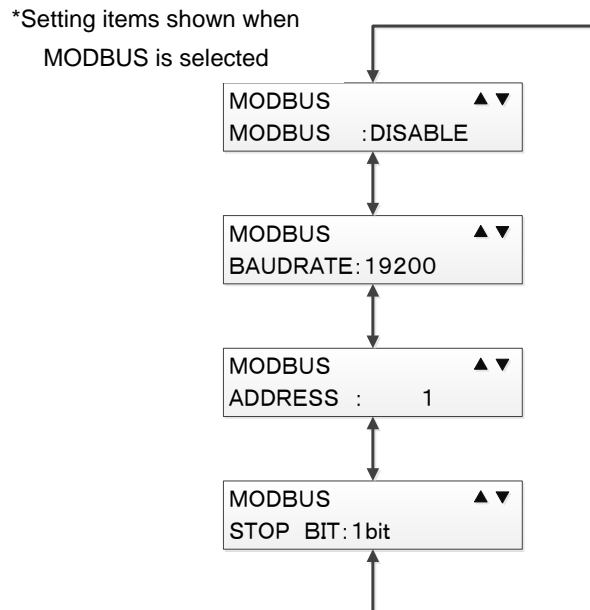 *Setting items shown when
MODBUS is selected
MODBUS ▲ ▼
MODBUS :DISABLE
MODBUS ▲ ▼
BAUDRATE:19200
MODBUS ▲ ▼
ADDRESS : 1
MODBUS ▲ ▼
STOP BIT:1bit